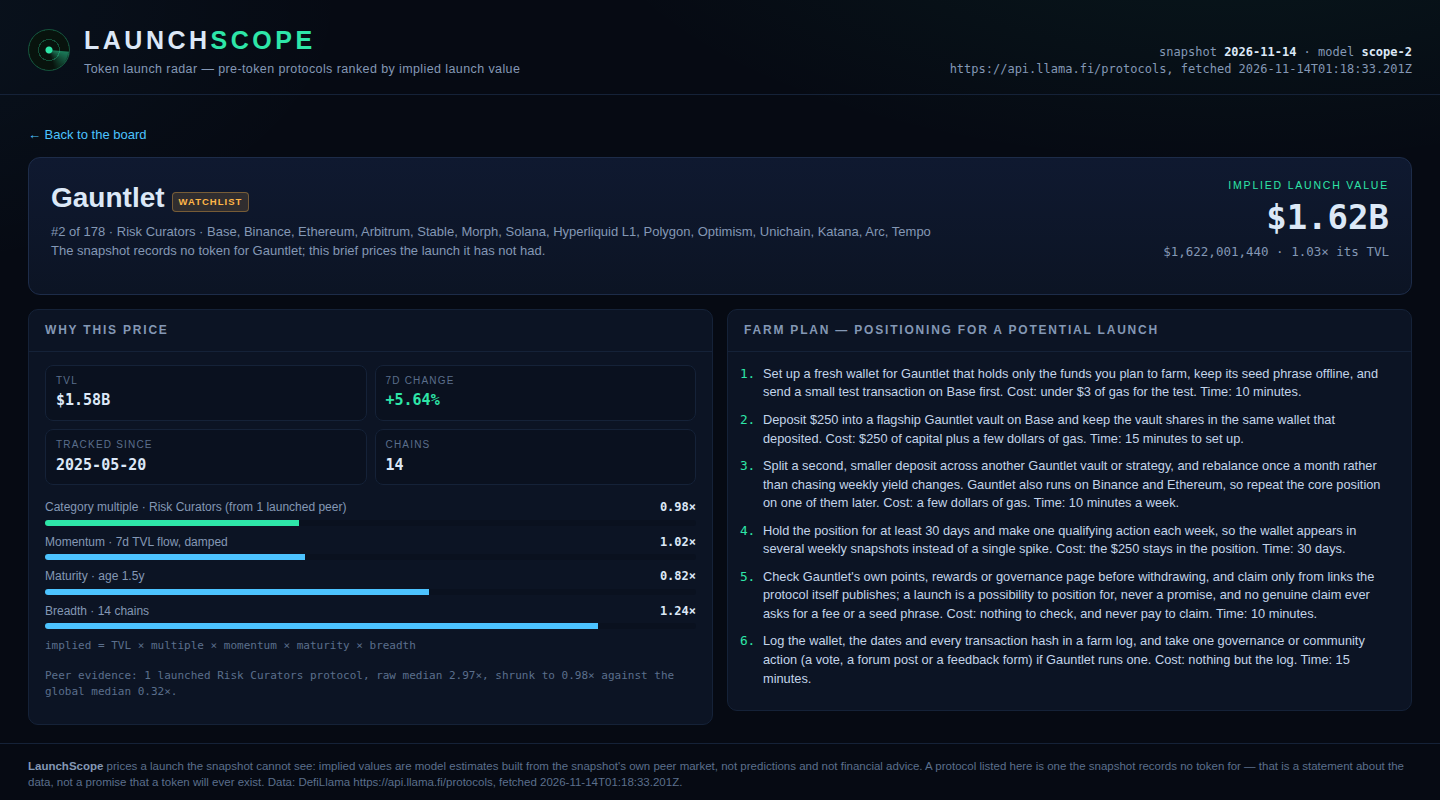 LAUNCHSCOPE
Token launch radar — pre-token protocols ranked by implied launch value
snapshot 2026-11-14 · model scope-2
https://api.llama.fi/protocols, fetched 2026-11-14T01:18:33.201Z
← Back to the board
Gauntlet WATCHLIST
#2 of 178 · Risk Curators · Base, Binance, Ethereum, Arbitrum, Stable, Morph, Solana, Hyperliquid L1, Polygon, Optimism, Unichain, Katana, Arc, Tempo
The snapshot records no token for Gauntlet; this brief prices the launch it has not had.
IMPLIED LAUNCH VALUE
$1.62B
$1,622,001,440 · 1.03× its TVL
WHY THIS PRICE
TVL
$1.58B
7D CHANGE
+5.64%
TRACKED SINCE
2025-05-20
CHAINS
14
Category multiple · Risk Curators (from 1 launched peer) 0.98×
Momentum · 7d TVL flow, damped 1.02×
Maturity · age 1.5y 0.82×
Breadth · 14 chains 1.24×
implied = TVL × multiple × momentum × maturity × breadth
Peer evidence: 1 launched Risk Curators protocol, raw median 2.97×, shrunk to 0.98× against the
global median 0.32×.
FARM PLAN — POSITIONING FOR A POTENTIAL LAUNCH
1. Set up a fresh wallet for Gauntlet that holds only the funds you plan to farm, keep its seed phrase offline, and
send a small test transaction on Base first. Cost: under $3 of gas for the test. Time: 10 minutes.
2. Deposit $250 into a flagship Gauntlet vault on Base and keep the vault shares in the same wallet that
deposited. Cost: $250 of capital plus a few dollars of gas. Time: 15 minutes to set up.
3. Split a second, smaller deposit across another Gauntlet vault or strategy, and rebalance once a month rather
than chasing weekly yield changes. Gauntlet also runs on Binance and Ethereum, so repeat the core position
on one of them later. Cost: a few dollars of gas. Time: 10 minutes a week.
4. Hold the position for at least 30 days and make one qualifying action each week, so the wallet appears in
several weekly snapshots instead of a single spike. Cost: the $250 stays in the position. Time: 30 days.
5. Check Gauntlet's own points, rewards or governance page before withdrawing, and claim only from links the
protocol itself publishes; a launch is a possibility to position for, never a promise, and no genuine claim ever
asks for a fee or a seed phrase. Cost: nothing to check, and never pay to claim. Time: 10 minutes.
6. Log the wallet, the dates and every transaction hash in a farm log, and take one governance or community
action (a vote, a forum post or a feedback form) if Gauntlet runs one. Cost: nothing but the log. Time: 15
minutes.
LaunchScope prices a launch the snapshot cannot see: implied values are model estimates built from the snapshot's own peer market, not predictions and not financial advice. A protocol listed here is one the snapshot records no token for — that is a statement about the
data, not a promise that a token will ever exist. Data: DefiLlama https://api.llama.fi/protocols, fetched 2026-11-14T01:18:33.201Z.